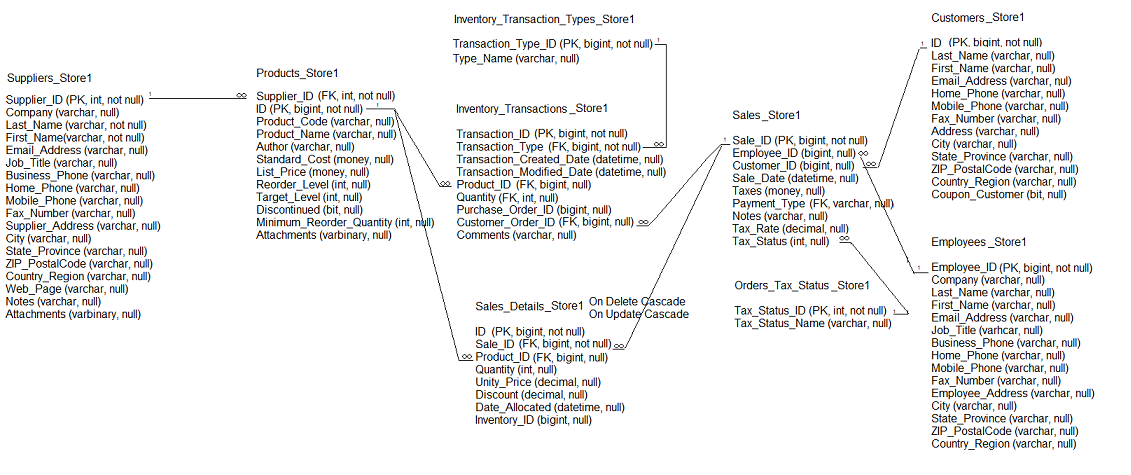 Suppliers_Store1
Supplier_ID (PK, int, not null)
Company (varchar, null)
Last_Name (varchar, not null)
First_Name(varchar, not null)
Email_Address (varchar, null)
Job_Title (varchar, null)
Business_Phone (varchar, null)
Home_Phone (varchar, null)
Mobile_Phone (varchar, null)
Fax_Number (varchar, null)
Supplier_Address (varchar, null)
City (varchar, null)
State_Province (varchar, null)
ZIP_PostalCode (varchar, null)
Country_Region (varchar, null)
Web_Page (varchar, null)
Notes (varchar, null)
Attachments (varbinary, null)
1
∞
Products_Store1
Supplier_ID (FK, int, not null)
ID (PK, bigint, not null)
1
Product_Code (varchar, null)
Product_Name (varchar, null)
Author (varchar, null)
Standard_Cost (money, null)
List_Price (money, null)
Reorder_Level (int, null)
Target_Level (int, null)
Discontinued (bit, null)
Minimum_Reorder_Quantity (int, null)
Attachments (varbinary, null)
Inventory_Transaction_Types_Store1
Transaction_Type_ID (PK, bigint, not null)
1
Type_Name (varchar, null)
Inventory_Transactions_Store1
Transaction_ID (PK, bigint, not null)
Transaction_Type (FK, bigint, not null)
∞
Transaction_Created_Date (datetime, null)
Transaction_Modified_Date (datetime, null)
∞
Product_ID (FK, bigint, null)
Quantity (FK, int, null)
Purchase_Order_ID (bigint, null)
Customer_Order_ID (FK, bigint, null)
∞
Comments (varchar, null)
Sales_Details_Store1
On Delete Cascade
On Update Cascade
ID (PK, bigint, not null)
Sale_ID (FK, bigint, not null)
∞
∞
Product_ID (FK, bigint, null)
Quantity (int, null)
Unity_Price (decimal, null)
Discount (decimal, null)
Date_Allocated (datetime, null)
Inventory_ID (bigint, null)
Sales_Store1
1
Sale_ID (PK, bigint, not null)
Employee_ID (bigint, null)
∞
Customer_ID (bigint, null)
∞
Sale_Date (datetime, null)
Taxes (money, null)
Payment_Type (FK, varchar, null)
Notes (varchar, null)
Tax_Rate (decimal, null)
Tax_Status (int, null)
∞
Orders_Tax_Status_Store1
Tax_Status_ID (PK, int, not null)
1
Tax_Status_Name (varchar, null)
Customers_Store1
1
ID (PK, bigint, not null)
Last_Name (varchar, null)
First_Name (varchar, null)
Email_Address (varchar, null)
Home_Phone (varchar, null)
Mobile_Phone (varchar, null)
Fax_Number (varchar, null)
Address (varchar, null)
City (varchar, null)
State_Province (varchar, null)
ZIP_PostalCode (varchar, null)
Country_Region (varchar, null)
Coupon_Customer (bit, null)
Employees_Store1
1
Employee_ID (PK, bigint, not null)
Company (varchar, null)
Last_Name (varchar, null)
First_Name (varchar, null)
Email_Address (varchar, null)
Job_Title (varhcar, null)
Business_Phone (varchar, null)
Home_Phone (varchar, null)
Mobile_Phone (varchar, null)
Fax_Number (varchar, null)
Employee_Address (varchar, null)
City (varchar, null)
State_Province (varchar, null)
ZIP_PostalCode (varchar, null)
Country_Region (varchar, null)